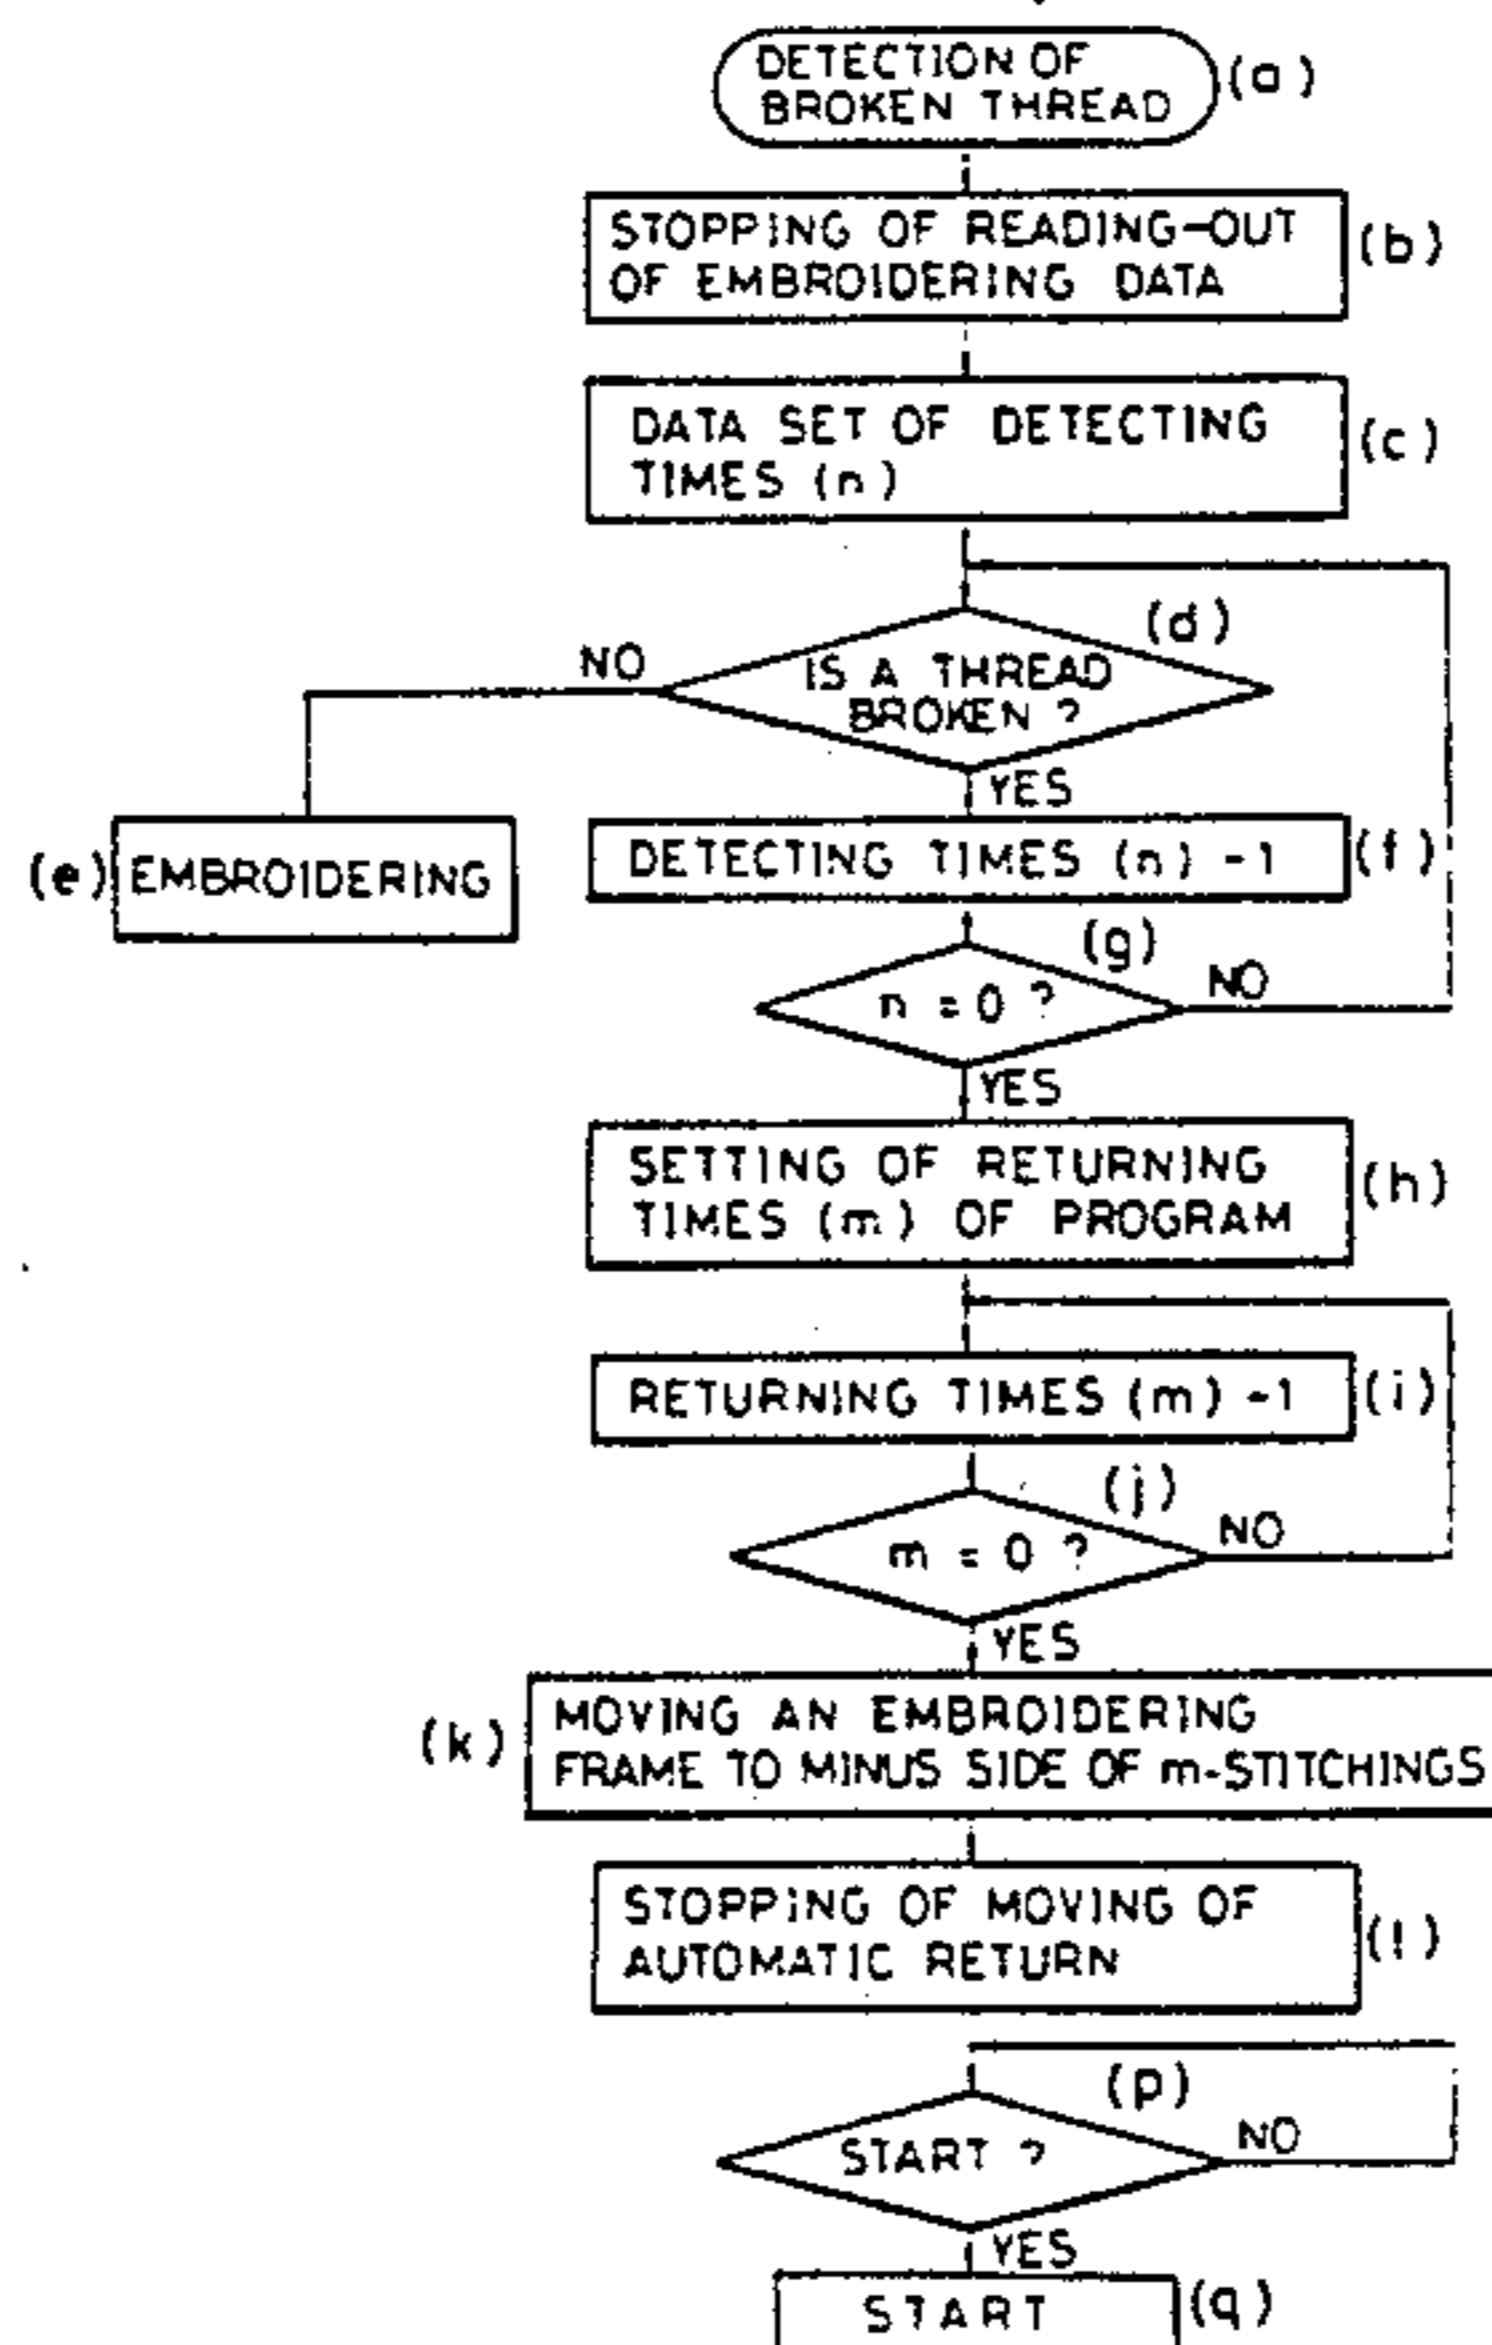 DETECTION OF
BROKEN THREAD
(a)
STOPPING OF READING-OUT
OF EMBROIDERING DATA
(b)
DATA SET OF DETECTING
TIMES (n)
(c)
(d)
NO
IS A THREAD
BROKEN ?
YES
(e)
EMBROIDERING
DETECTING TIMES (n) -1
(f)
(g)
n = 0 ?
NO
YES
SETTING OF RETURNING
TIMES (m) OF PROGRAM
(h)
RETURNING TIMES (m) -1
(i)
(j)
m = 0 ?
NO
YES
(k)
MOVING AN EMBROIDERING
FRAME TO MINUS SIDE OF m-STITCHINGS
STOPPING OF MOVING OF
AUTOMATIC RETURN
(l)
(p)
START ?
NO
YES
START
(q)